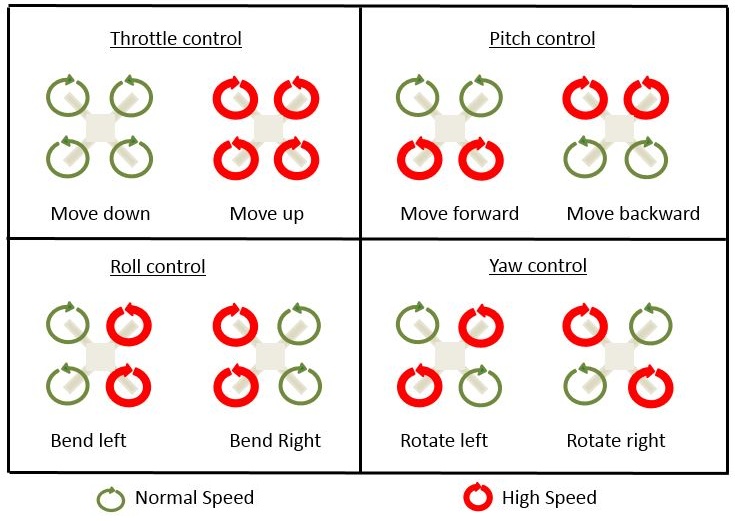 Throttle control
Pitch control
Move down
Move up
Move forward
Move backward
Roll control
Yaw control
Bend left
Bend Right
Rotate left
Rotate right
Normal Speed
High Speed